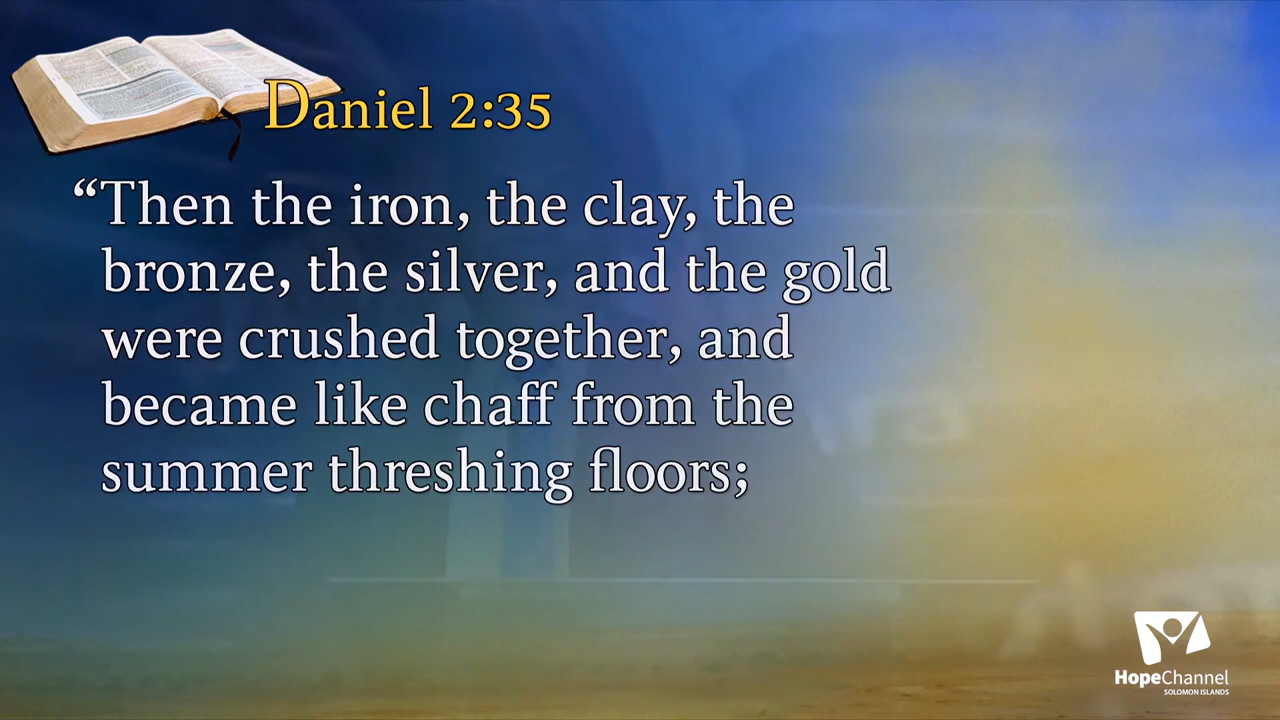 Daniel 2:35
“Then the iron, the clay, the
bronze, the silver, and the gold
were crushed together, and
became like chaff from the
summer threshing floors;
HopeChannel
SOLOMON ISLANDS